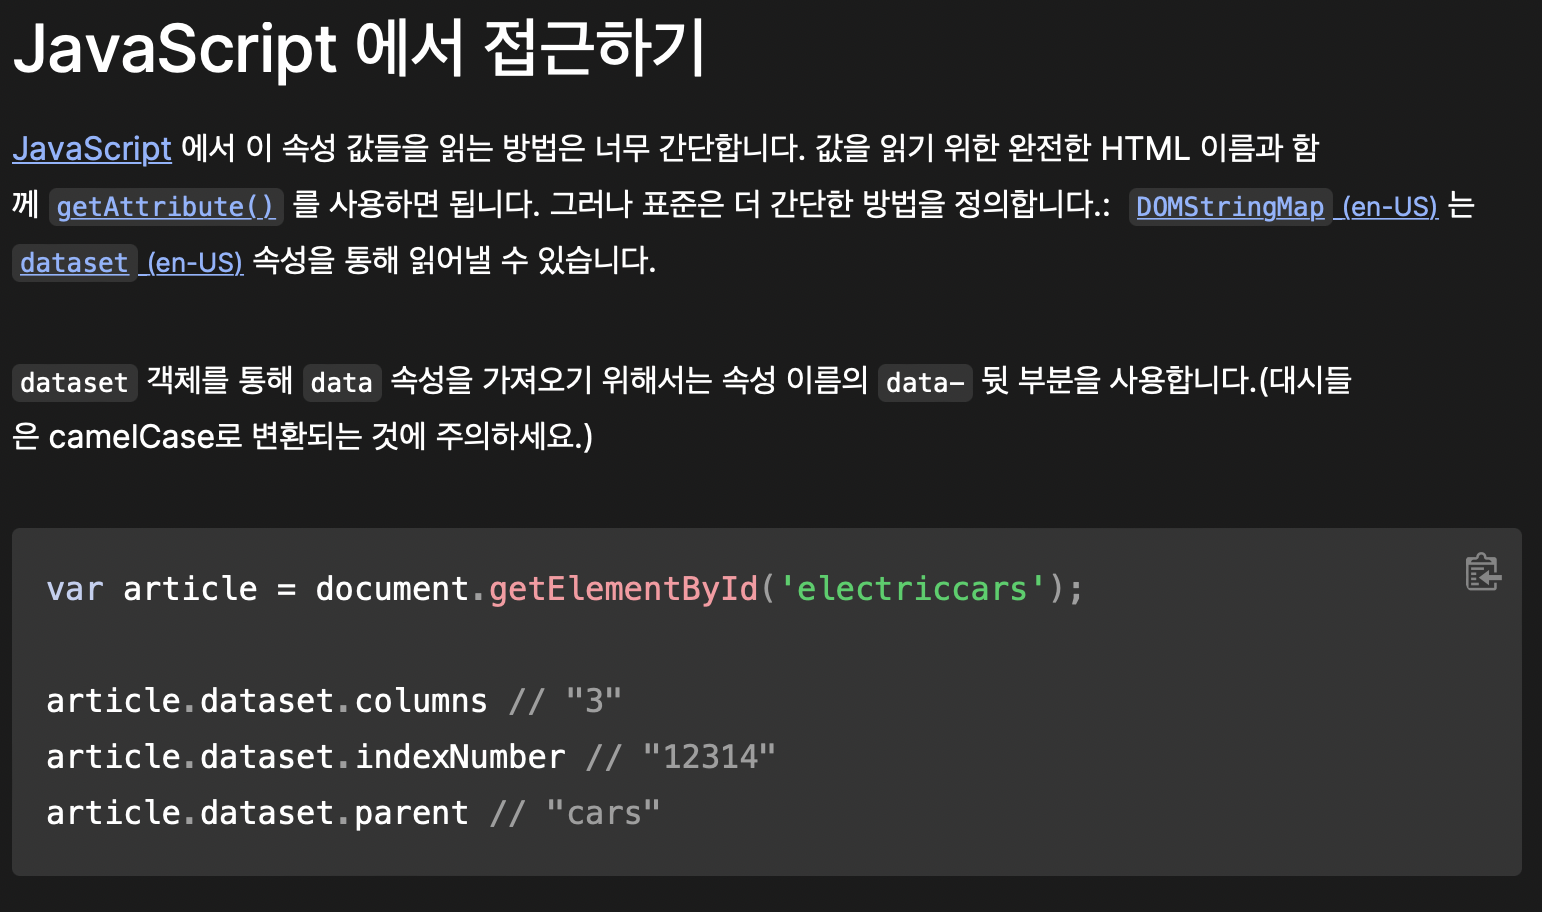 JavaScript 에서 접근하기
JavaScript 에서 이 속성 값들을 읽는 방법은 너무 간단합니다. 값을 읽기 위한 완전한 HTML 이름과 함
께 getAttribute() 를 사용하면 됩니다. 그러나 표준은 더 간단한 방법을 정의합니다.: DOMStringMap (en-US) 는
dataset (en-US) 속성을 통해 읽어낼 수 있습니다.
dataset 객체를 통해 data 속성을 가져오기 위해서는 속성 이름의 data- 뒷 부분을 사용합니다.(대시들
은 camelCase로 변환되는 것에 주의하세요.)
var article = document.getElementById('electriccars');
article.dataset.columns // "3"
article.dataset.indexNumber // "12314"
article.dataset.parent // "cars"